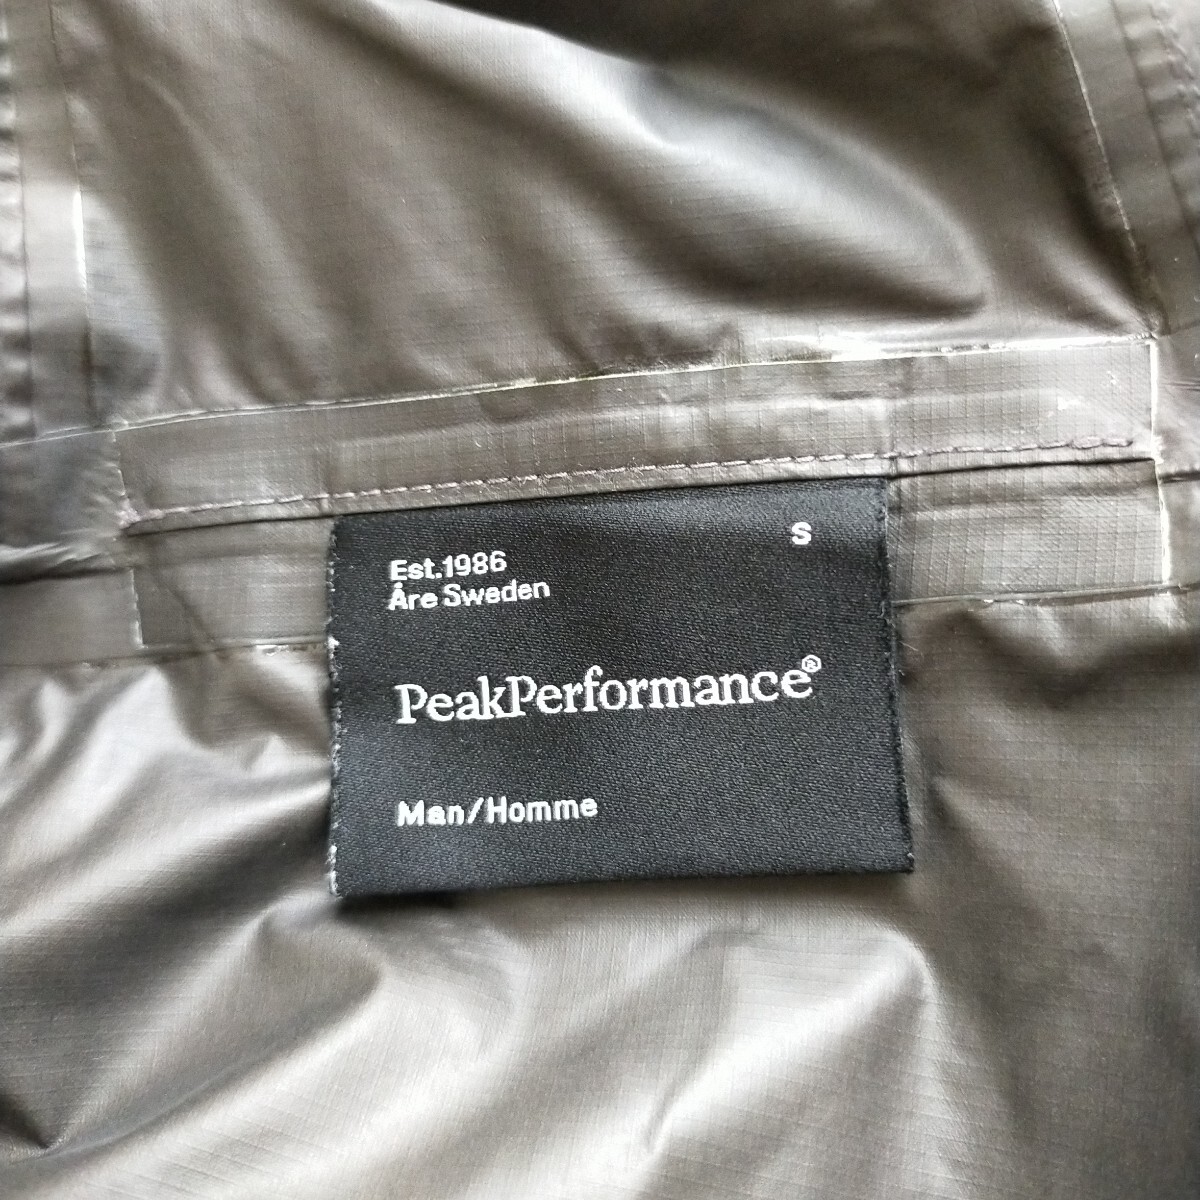 S
Est.1986
Åre Sweden
PeakPerformance®
Man/Homme